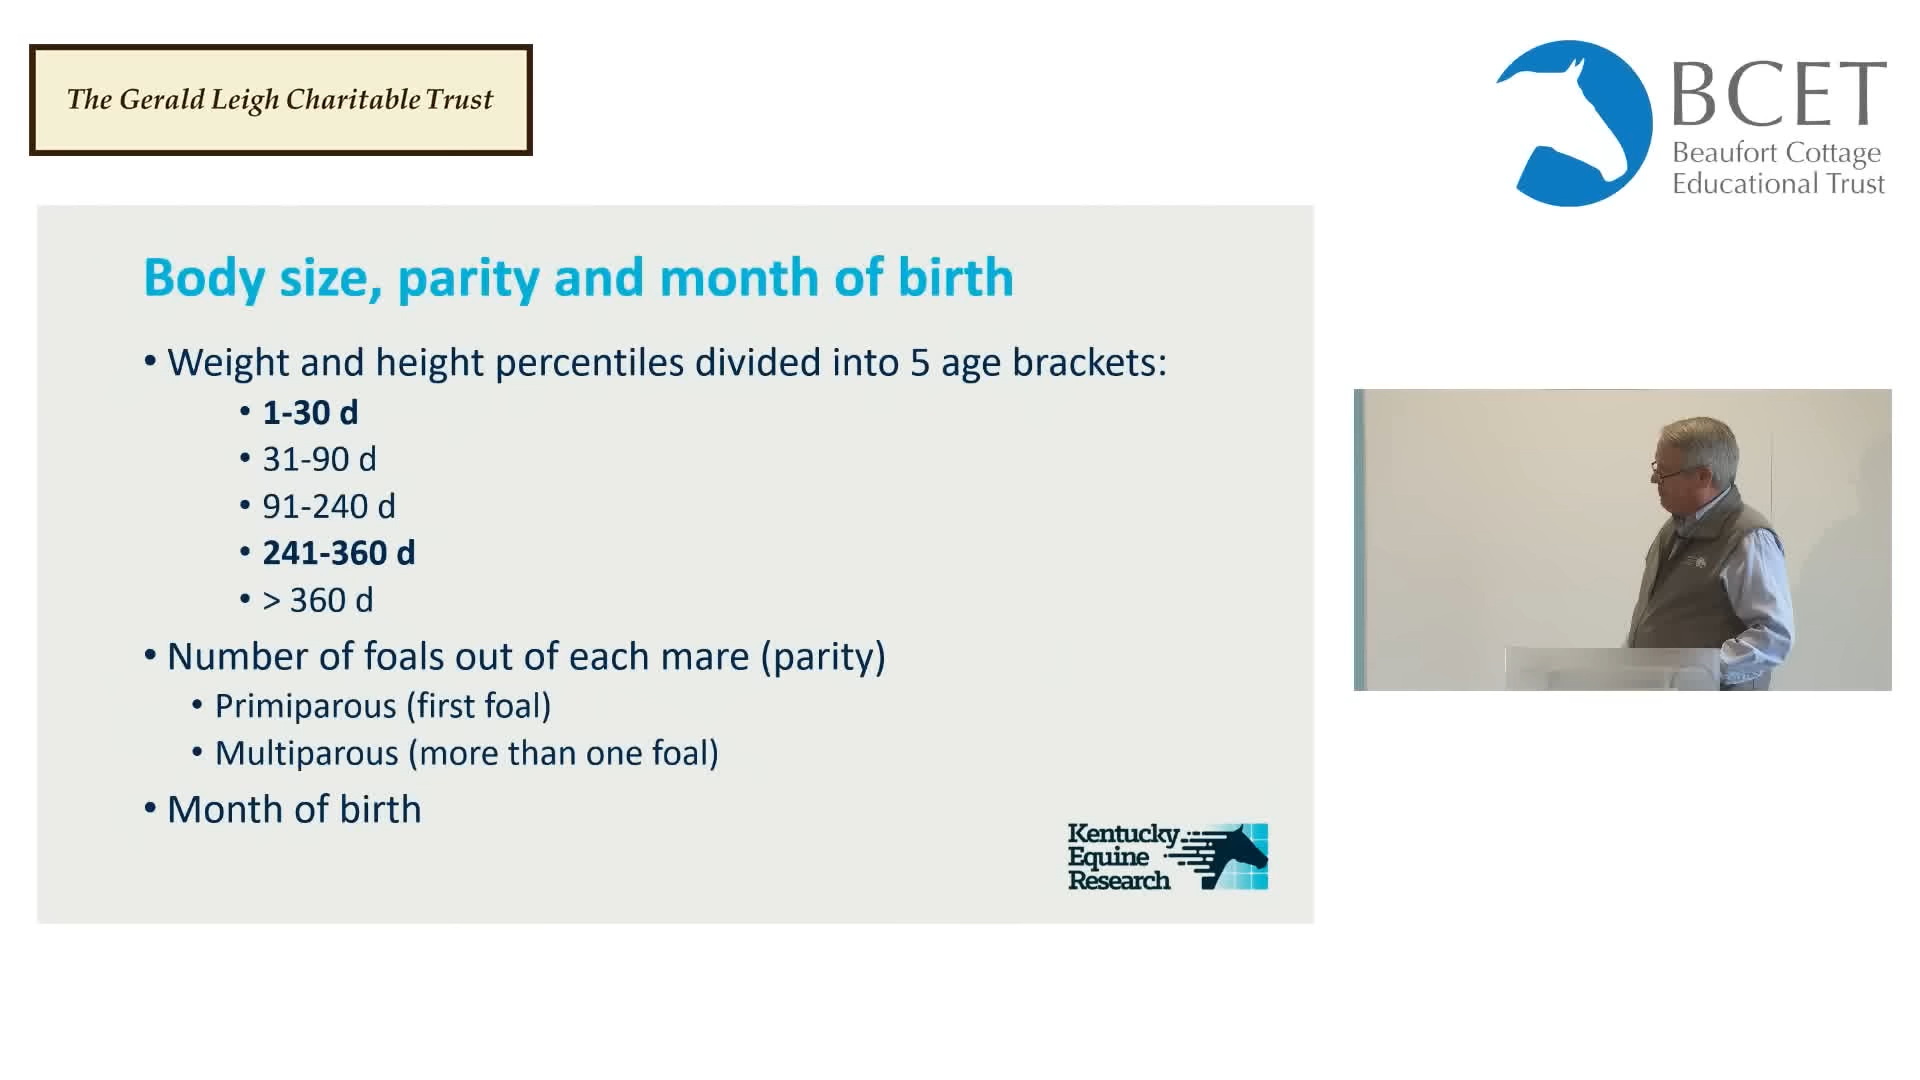 The Gerald Leigh Charitable Trust
BCET
Beaufort Cottage
Educational Trust
Body size, parity and month of birth
• Weight and height percentiles divided into 5 age brackets:
• 1-30 d
• 31-90 d
• 91-240 d
• 241-360 d
• > 360 d
• Number of foals out of each mare (parity)
• Primiparous (first foal)
• Multiparous (more than one foal)
• Month of birth
Kentucky
Equine
Research